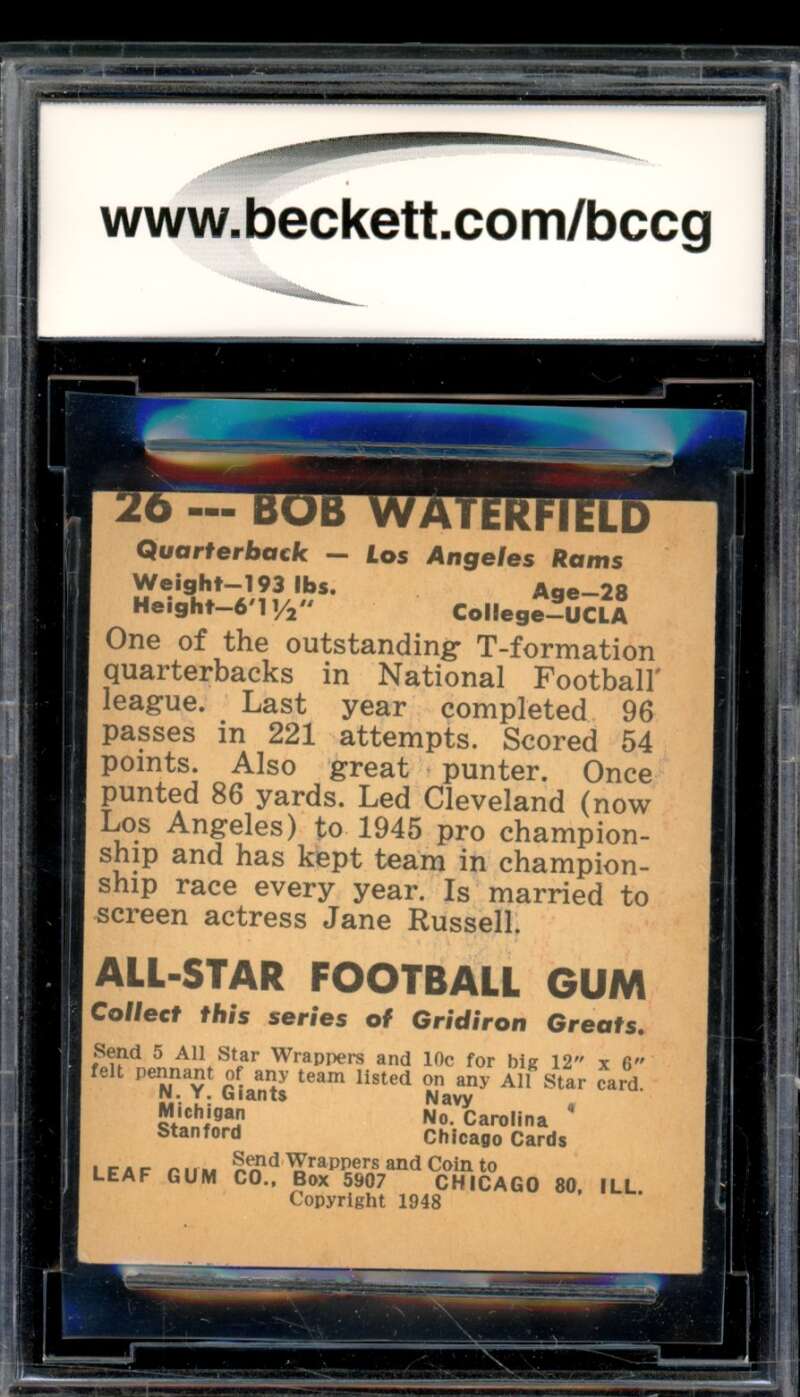 www.beckett.com/bccg
26 --- BOB WATERFIELD
Quarterback — Los Angeles Rams
Weight—193 lbs. Age—28
Height—6'1½" College—UCLA
One of the outstanding T-formation
quarterbacks in National Football
league. Last year completed 96
passes in 221 attempts. Scored 54
points. Also great punter. Once
punted 86 yards. Led Cleveland (now
Los Angeles) to 1945 pro champion-
ship and has kept team in champion-
ship race every year. Is married to
screen actress Jane Russell.
ALL-STAR FOOTBALL GUM
Collect this series of Gridiron Greats.
Send 5 All Star Wrappers and 10c for big 12" x 6"
felt pennant of any team listed on any All Star card.
N. Y. Giants Navy
Michigan No. Carolina
Stanford Chicago Cards
Send Wrappers and Coin to
LEAF GUM CO., Box 5907 CHICAGO 80, ILL.
Copyright 1948